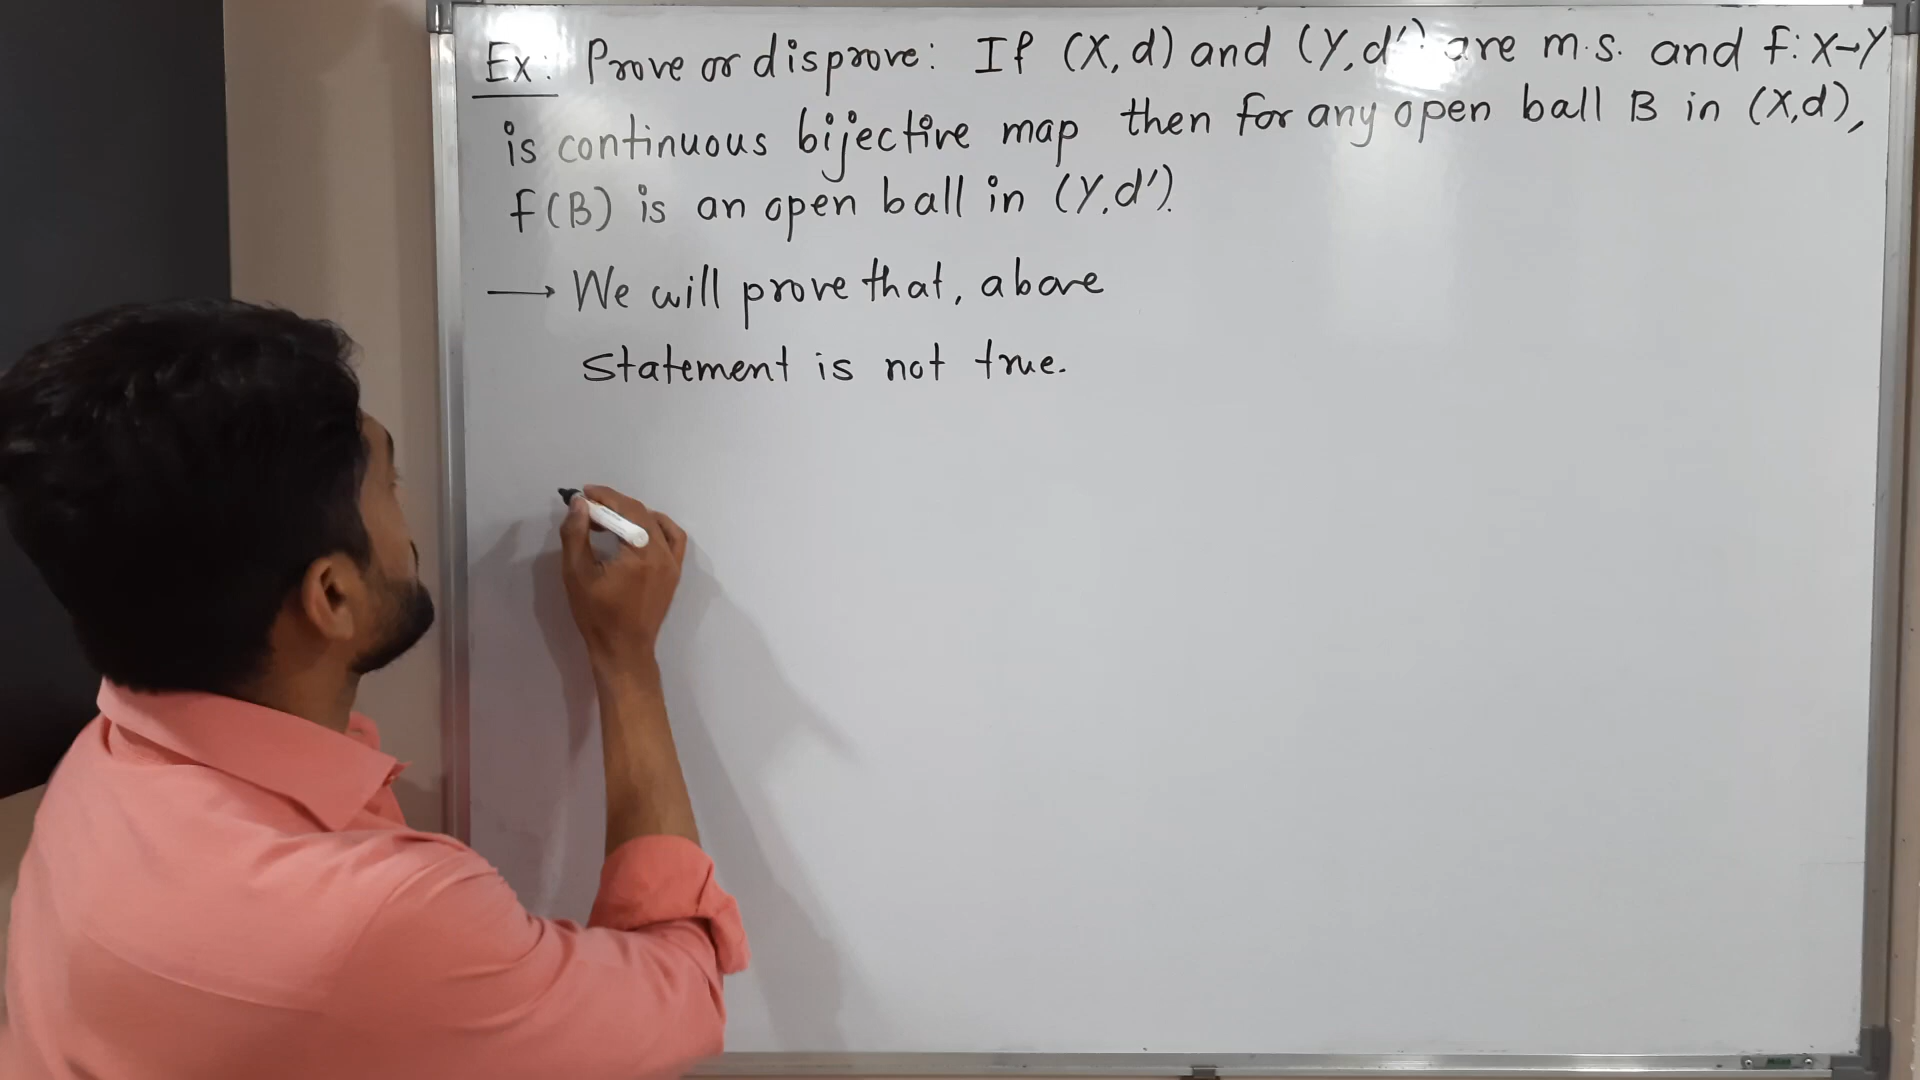 Ex: Prove or disprove: If (X,d) and (Y,d') are m.s. and f:X→Y
is continuous bijective map then for any open ball B in (X,d),
f(B) is an open ball in (Y,d').
→ We will prove that, above
statement is not true.